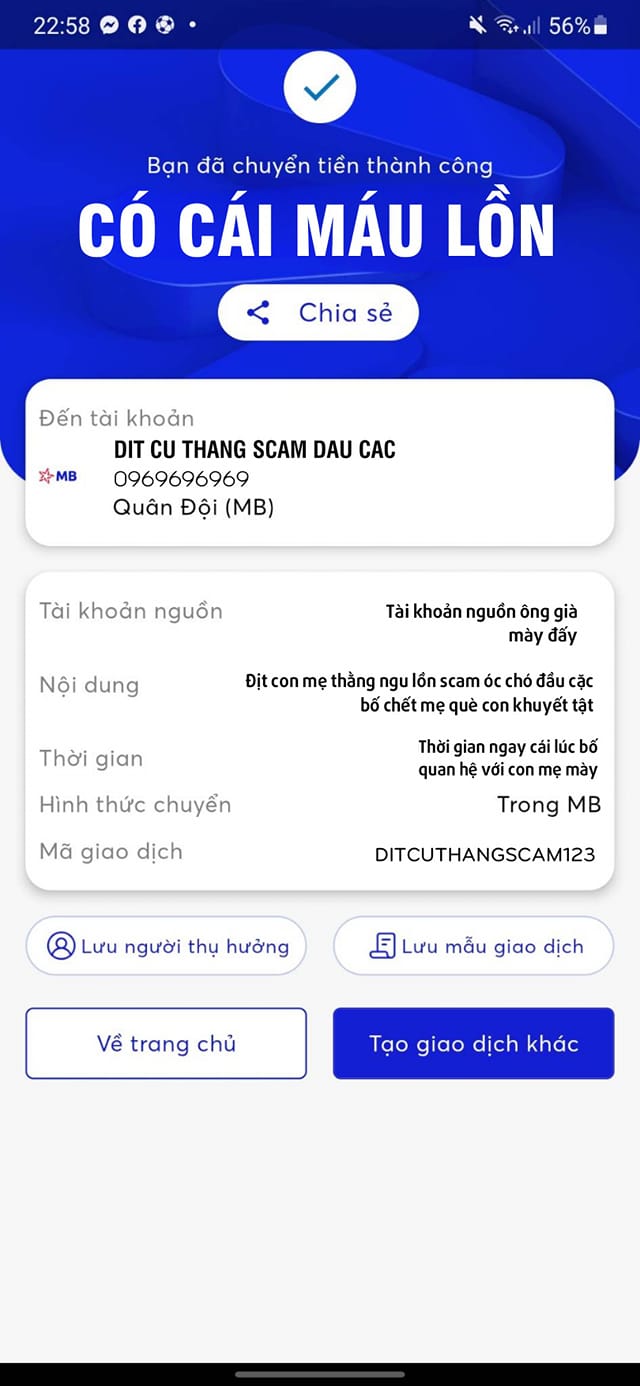 22:58
56%
Bạn đã chuyển tiền thành công
CÓ CÁI MÁU LỒN
Chia sẻ
Đến tài khoản
DIT CU THANG SCAM DAU CAC
MB
0969696969
Quân Đội (MB)
Tài khoản nguồn
Tài khoản nguồn ông già
mày đấy
Nội dung
Địt con mẹ thằng ngu lồn scam óc chó đầu cặc
bố chết mẹ què con khuyết tật
Thời gian
Thời gian ngay cái lúc bố
quan hệ với con mẹ mày
Hình thức chuyển
Trong MB
Mã giao dịch
DITCUTHANGSCAM123
Lưu người thụ hưởng
Lưu mẫu giao dịch
Về trang chủ
Tạo giao dịch khác